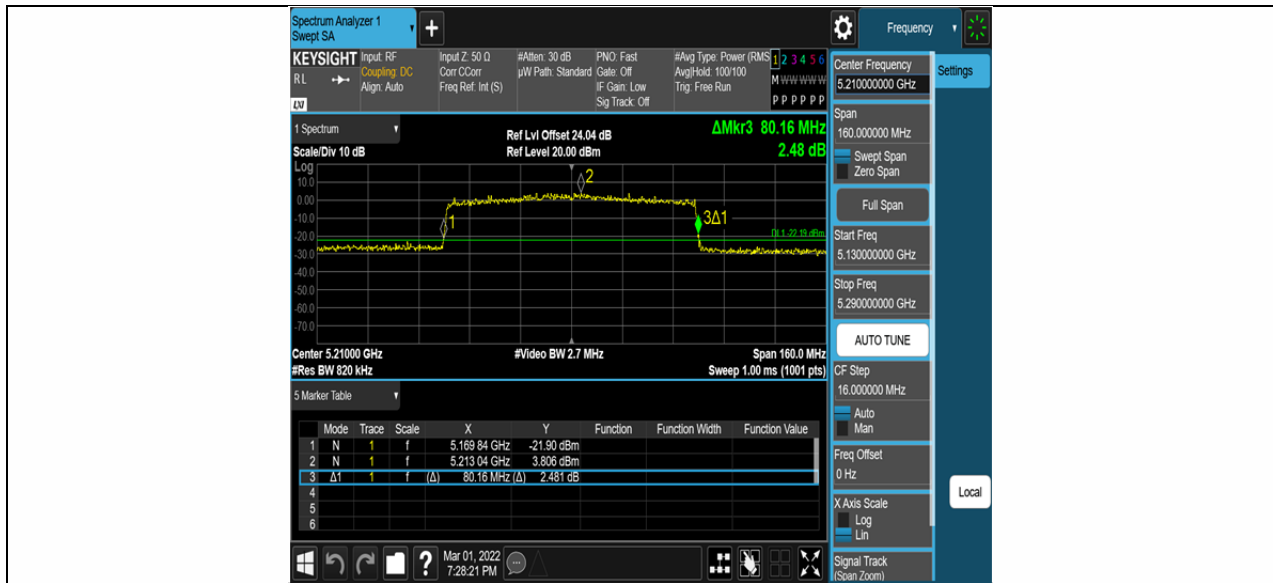 Spectrum Analyzer 1
Swept SA
+
Frequency
KEYSIGHT
RL
LXI
Input: RF
Coupling: DC
Align: Auto
Input Z: 50 Ω
Corr CCorr
Freq Ref: Int (S)
#Atten: 30 dB
µW Path: Standard
PNO: Fast
Gate: Off
IF Gain: Low
Sig Track: Off
#Avg Type: Power (RMS
Avg|Hold: 100/100
Trig: Free Run
1 2 3 4 5 6
M W W W W W
P P P P P P
1 Spectrum
Scale/Div 10 dB
Ref Lvl Offset 24.04 dB
Ref Level 20.00 dBm
ΔMkr3 80.16 MHz
2.48 dB
Log
10.0
0.00
-10.0
-20.0
-30.0
-40.0
-50.0
-60.0
-70.0
1
2
3Δ1
DL1 -22.19 dBm
Center 5.21000 GHz
#Res BW 820 kHz
#Video BW 2.7 MHz
Span 160.0 MHz
Sweep 1.00 ms (1001 pts)
5 Marker Table
Mode Trace Scale X Y Function Function Width Function Value
1 N 1 f 5.169 84 GHz -21.90 dBm
2 N 1 f 5.213 04 GHz 3.806 dBm
3 Δ1 1 f (Δ) 80.16 MHz (Δ) 2.481 dB
4
5
6
?
Mar 01, 2022
7:28:21 PM
Center Frequency
5.210000000 GHz
Span
160.000000 MHz
Swept Span
Zero Span
Full Span
Start Freq
5.130000000 GHz
Stop Freq
5.290000000 GHz
AUTO TUNE
CF Step
16.000000 MHz
Auto
Man
Freq Offset
0 Hz
X Axis Scale
Log
Lin
Signal Track
(Span Zoom)
Settings
Local